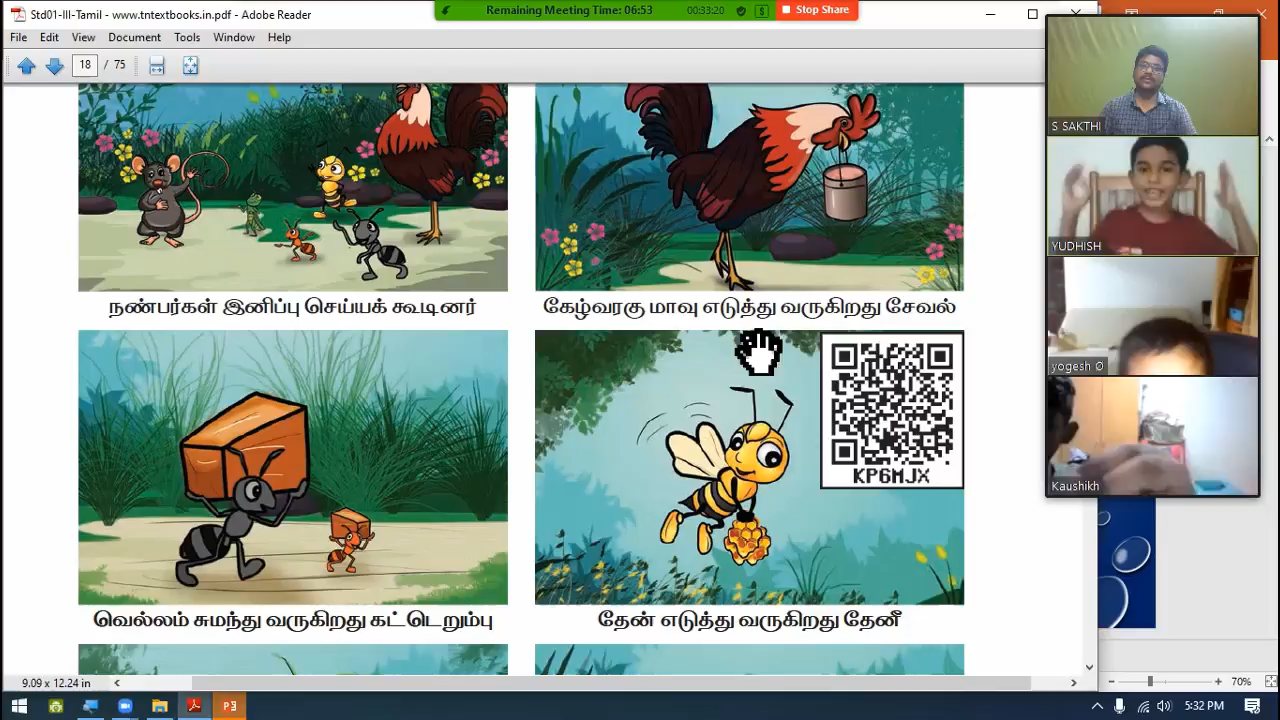 Std01-III-Tamil - www.tntextbooks.in.pdf - Adobe Reader
Remaining Meeting Time: 06:53
00:33:20
Stop Share
File Edit View Document Tools Window Help
18 / 75
S SAKTHI
YUDHISH
yogesh Ø
Kaushikh
நண்பர்கள் இனிப்பு செய்யக் கூடினர்
கேழ்வரகு மாவு எடுத்து வருகிறது சேவல்
KP6MJX
வெல்லம் சுமந்து வருகிறது கட்டெறும்பு
தேன் எடுத்து வருகிறது தேனீ
9.09 x 12.24 in
70%
5:32 PM